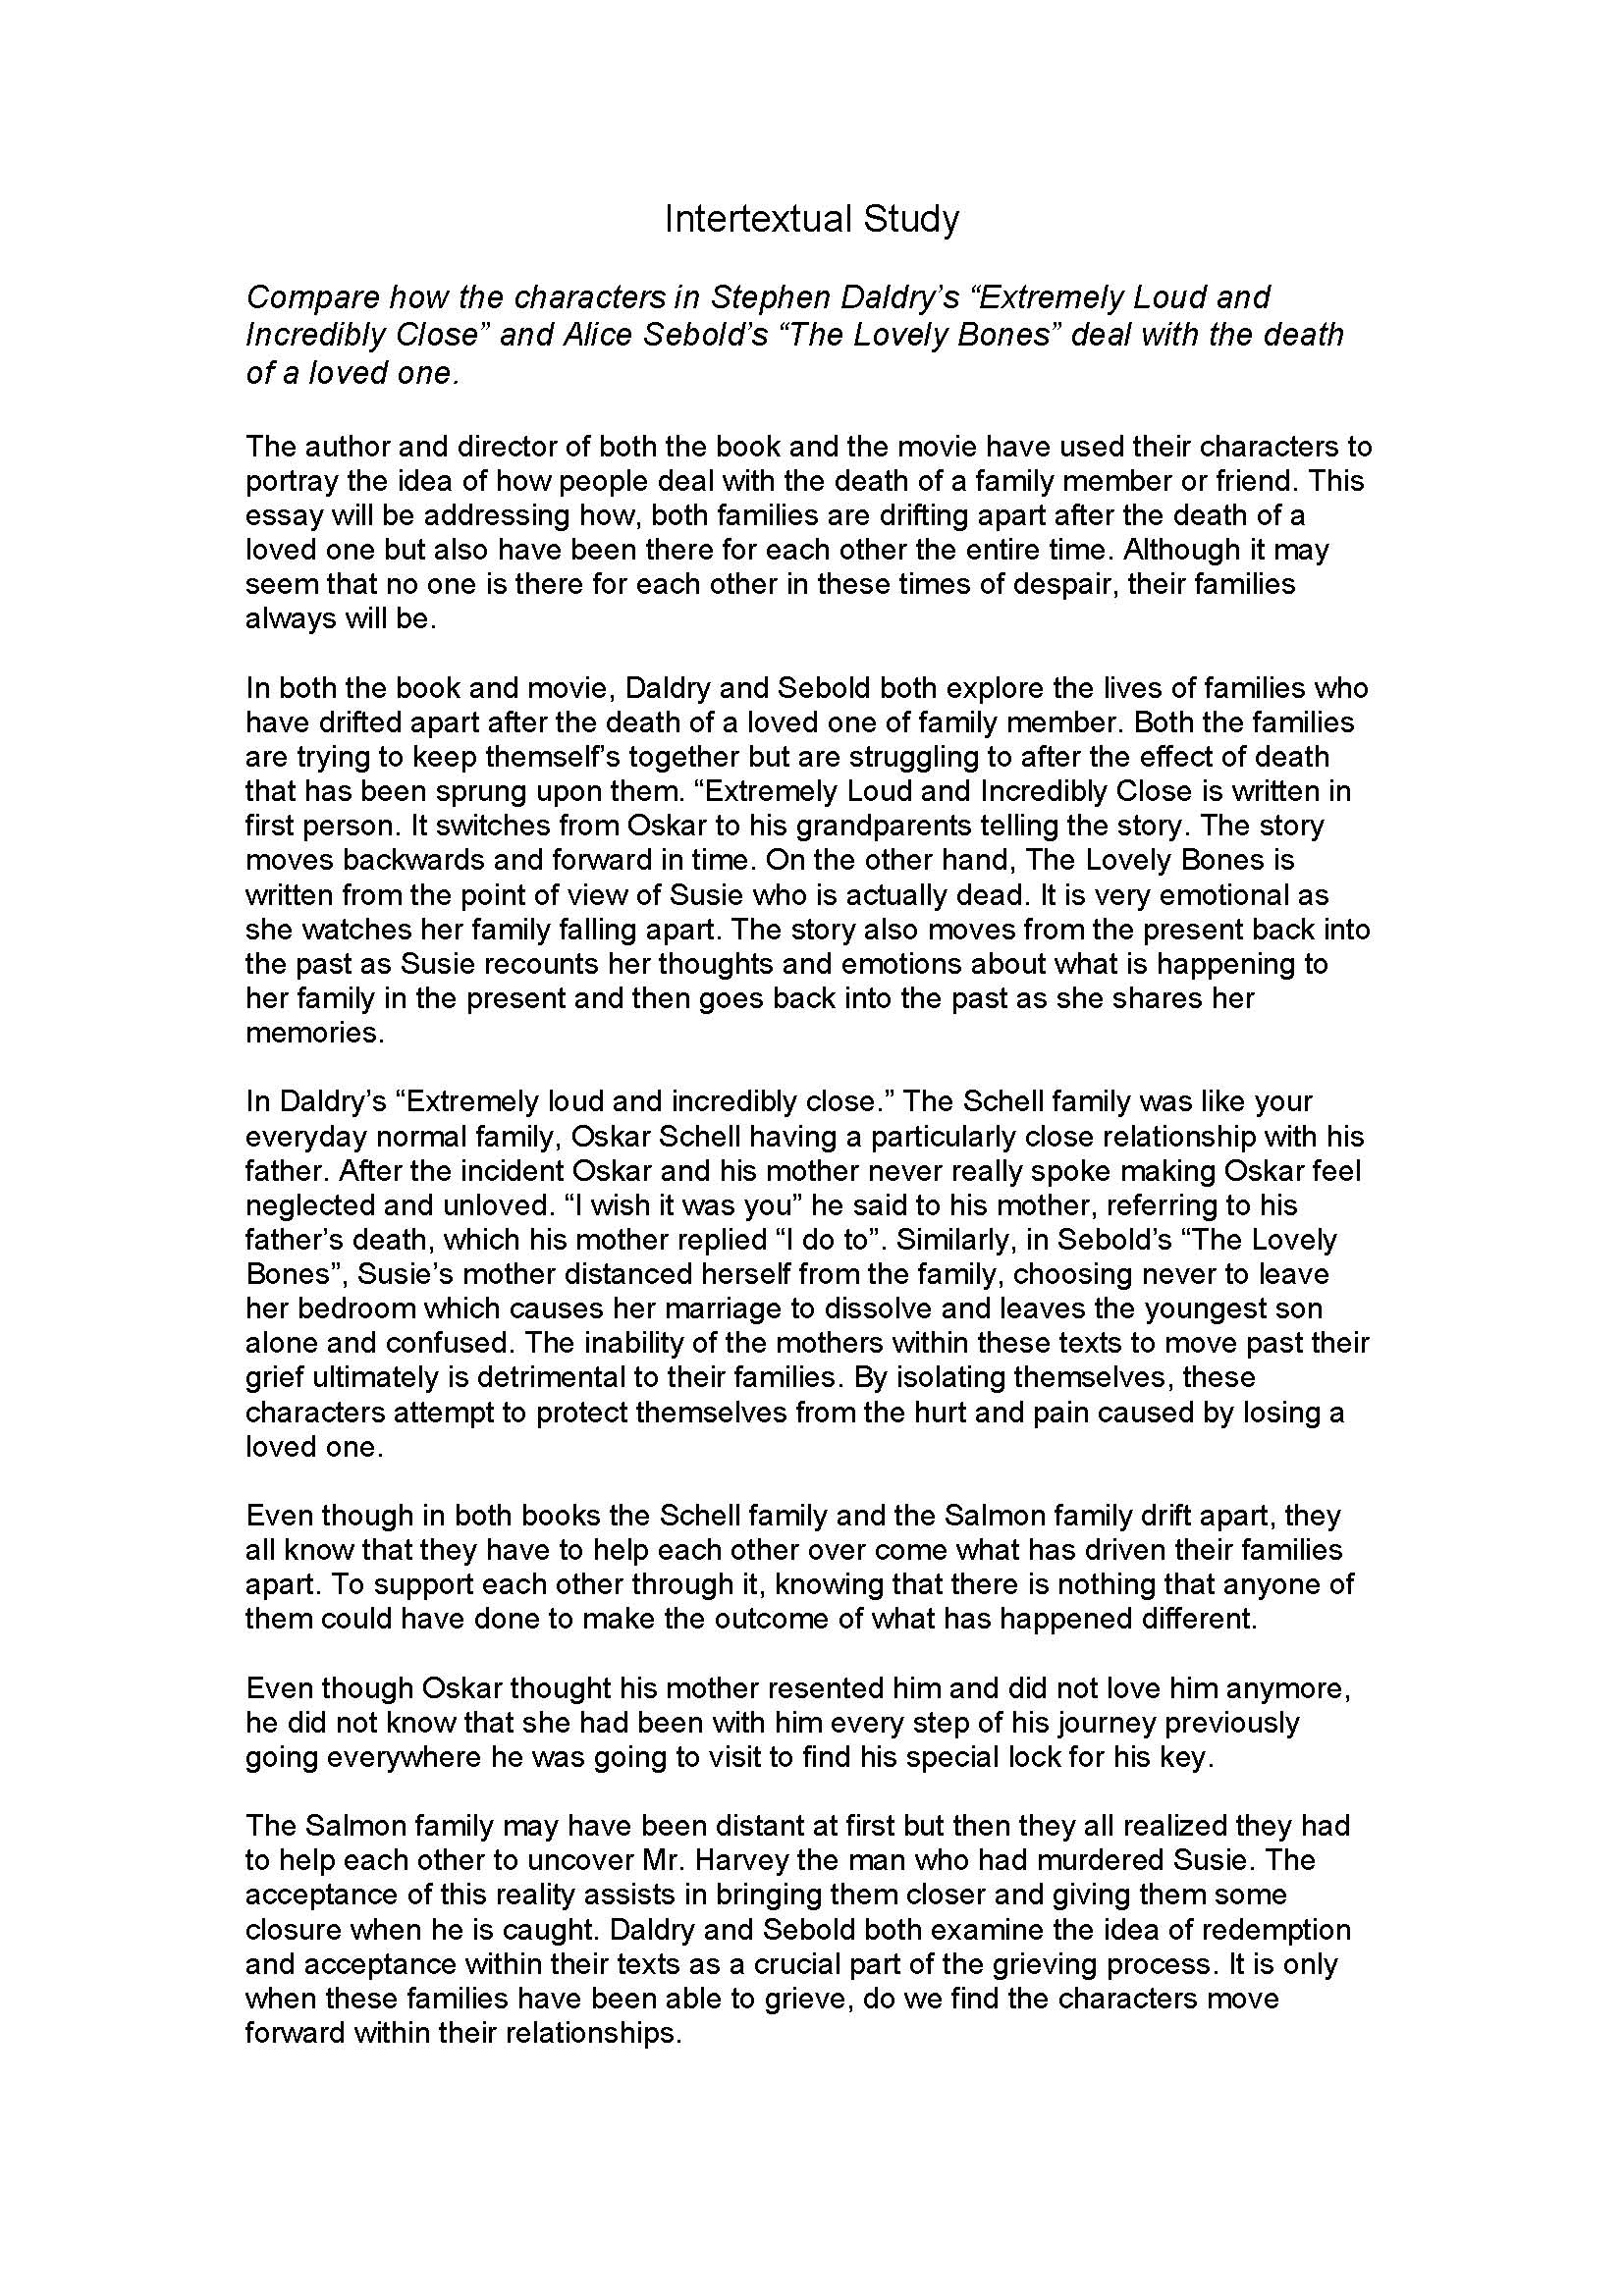 Intertextual Study
Compare how the characters in Stephen Daldry’s “Extremely Loud and
Incredibly Close” and Alice Sebold’s “The Lovely Bones” deal with the death
of a loved one.
The author and director of both the book and the movie have used their characters to
portray the idea of how people deal with the death of a family member or friend. This
essay will be addressing how, both families are drifting apart after the death of a
loved one but also have been there for each other the entire time. Although it may
seem that no one is there for each other in these times of despair, their families
always will be.
In both the book and movie, Daldry and Sebold both explore the lives of families who
have drifted apart after the death of a loved one of family member. Both the families
are trying to keep themself’s together but are struggling to after the effect of death
that has been sprung upon them. “Extremely Loud and Incredibly Close is written in
first person. It switches from Oskar to his grandparents telling the story. The story
moves backwards and forward in time. On the other hand, The Lovely Bones is
written from the point of view of Susie who is actually dead. It is very emotional as
she watches her family falling apart. The story also moves from the present back into
the past as Susie recounts her thoughts and emotions about what is happening to
her family in the present and then goes back into the past as she shares her
memories.
In Daldry’s “Extremely loud and incredibly close.” The Schell family was like your
everyday normal family, Oskar Schell having a particularly close relationship with his
father. After the incident Oskar and his mother never really spoke making Oskar feel
neglected and unloved. “I wish it was you” he said to his mother, referring to his
father’s death, which his mother replied “I do to”. Similarly, in Sebold’s “The Lovely
Bones”, Susie’s mother distanced herself from the family, choosing never to leave
her bedroom which causes her marriage to dissolve and leaves the youngest son
alone and confused. The inability of the mothers within these texts to move past their
grief ultimately is detrimental to their families. By isolating themselves, these
characters attempt to protect themselves from the hurt and pain caused by losing a
loved one.
Even though in both books the Schell family and the Salmon family drift apart, they
all know that they have to help each other over come what has driven their families
apart. To support each other through it, knowing that there is nothing that anyone of
them could have done to make the outcome of what has happened different.
Even though Oskar thought his mother resented him and did not love him anymore,
he did not know that she had been with him every step of his journey previously
going everywhere he was going to visit to find his special lock for his key.
The Salmon family may have been distant at first but then they all realized they had
to help each other to uncover Mr. Harvey the man who had murdered Susie. The
acceptance of this reality assists in bringing them closer and giving them some
closure when he is caught. Daldry and Sebold both examine the idea of redemption
and acceptance within their texts as a crucial part of the grieving process. It is only
when these families have been able to grieve, do we find the characters move
forward within their relationships.